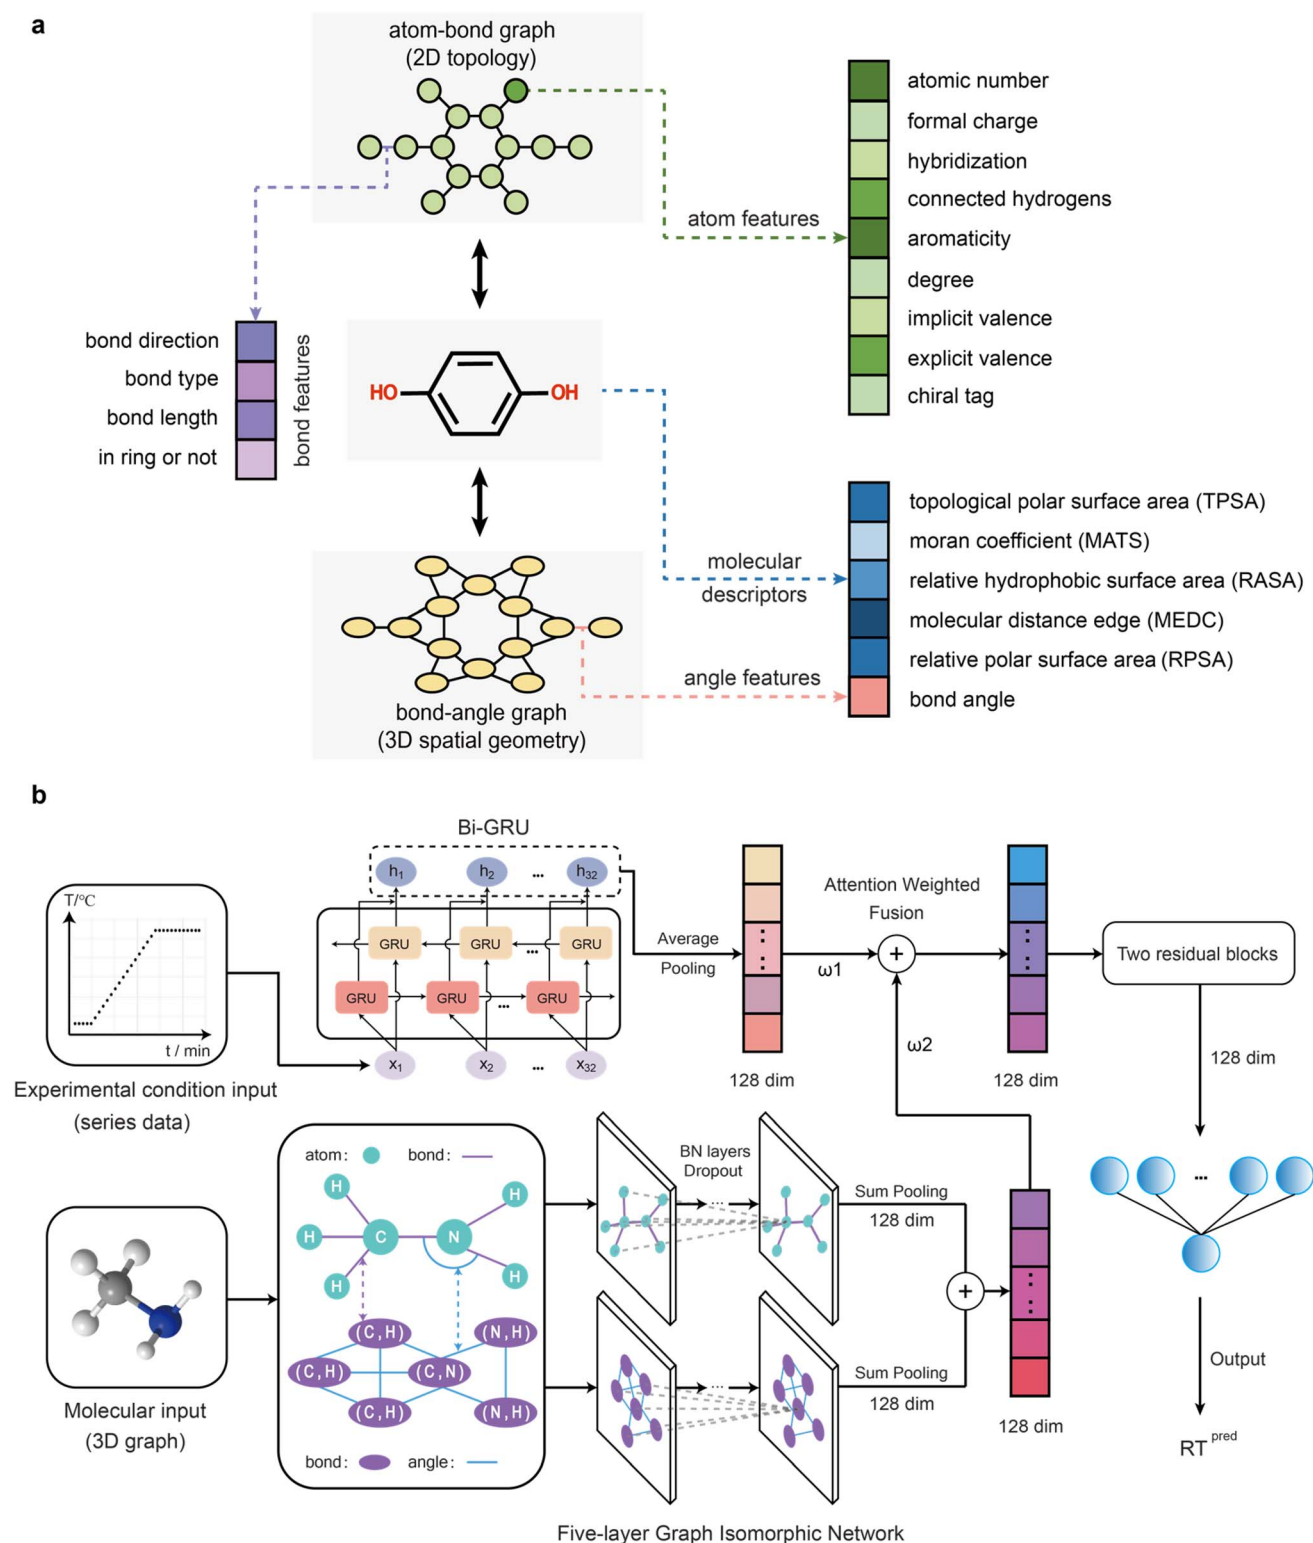 a
atom-bond graph
(2D topology)
atomic number
formal charge
hybridization
connected hydrogens
aromaticity
degree
implicit valence
explicit valence
chiral tag
atom features
bond direction
bond type
bond length
in ring or not
bond features
HO
OH
topological polar surface area (TPSA)
moran coefficient (MATS)
relative hydrophobic surface area (RASA)
molecular distance edge (MEDC)
relative polar surface area (RPSA)
bond angle
molecular
descriptors
angle features
bond-angle graph
(3D spatial geometry)
b
Bi-GRU
h1
h2
...
h32
GRU
GRU
...
GRU
GRU
GRU
...
GRU
x1
x2
...
x32
T/°C
t / min
Experimental condition input
(series data)
Average
Pooling
128 dim
ω1
Attention Weighted
Fusion
+
ω2
128 dim
Two residual blocks
128 dim
...
Output
RT pred
Molecular input
(3D graph)
atom:
bond:
H
H
H
C
N
H
H
(C,H)
(N,H)
(C,H)
(C,N)
(C,H)
(N,H)
bond:
angle:
BN layers
Dropout
...
...
Sum Pooling
128 dim
+
Sum Pooling
128 dim
128 dim
Five-layer Graph Isomorphic Network